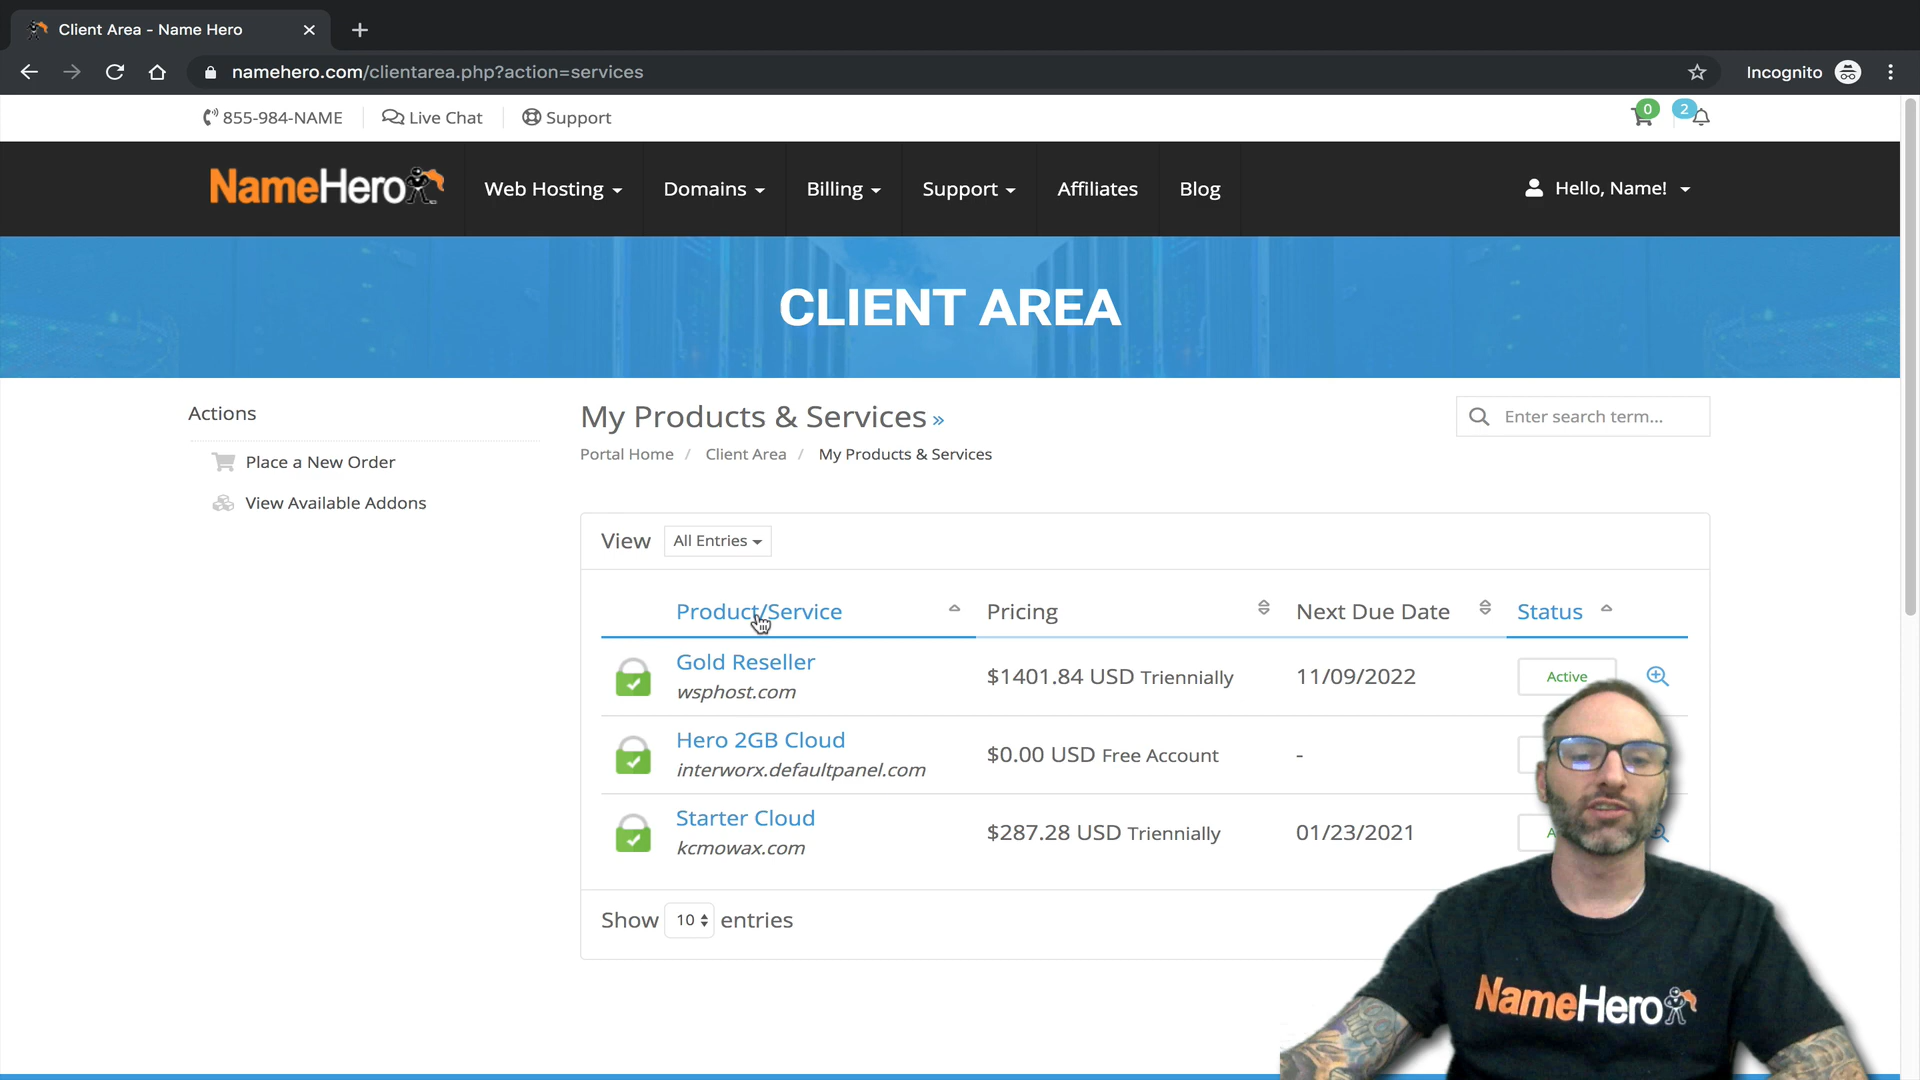 Client Area - Name Hero
namehero.com/clientarea.php?action=services
Incognito
855-984-NAME
Live Chat
Support
0
2
NameHero
Web Hosting
Domains
Billing
Support
Affiliates
Blog
Hello, Name!
CLIENT AREA
Actions
Place a New Order
View Available Addons
My Products & Services »
Portal Home / Client Area / My Products & Services
Enter search term...
View All Entries
Product/Service Pricing Next Due Date Status
Gold Reseller
wsphost.com
$1401.84 USD Triennially 11/09/2022 Active
Hero 2GB Cloud
interworx.defaultpanel.com
$0.00 USD Free Account -
Starter Cloud
kcmowax.com
$287.28 USD Triennially 01/23/2021
Show 10 entries
NameHero